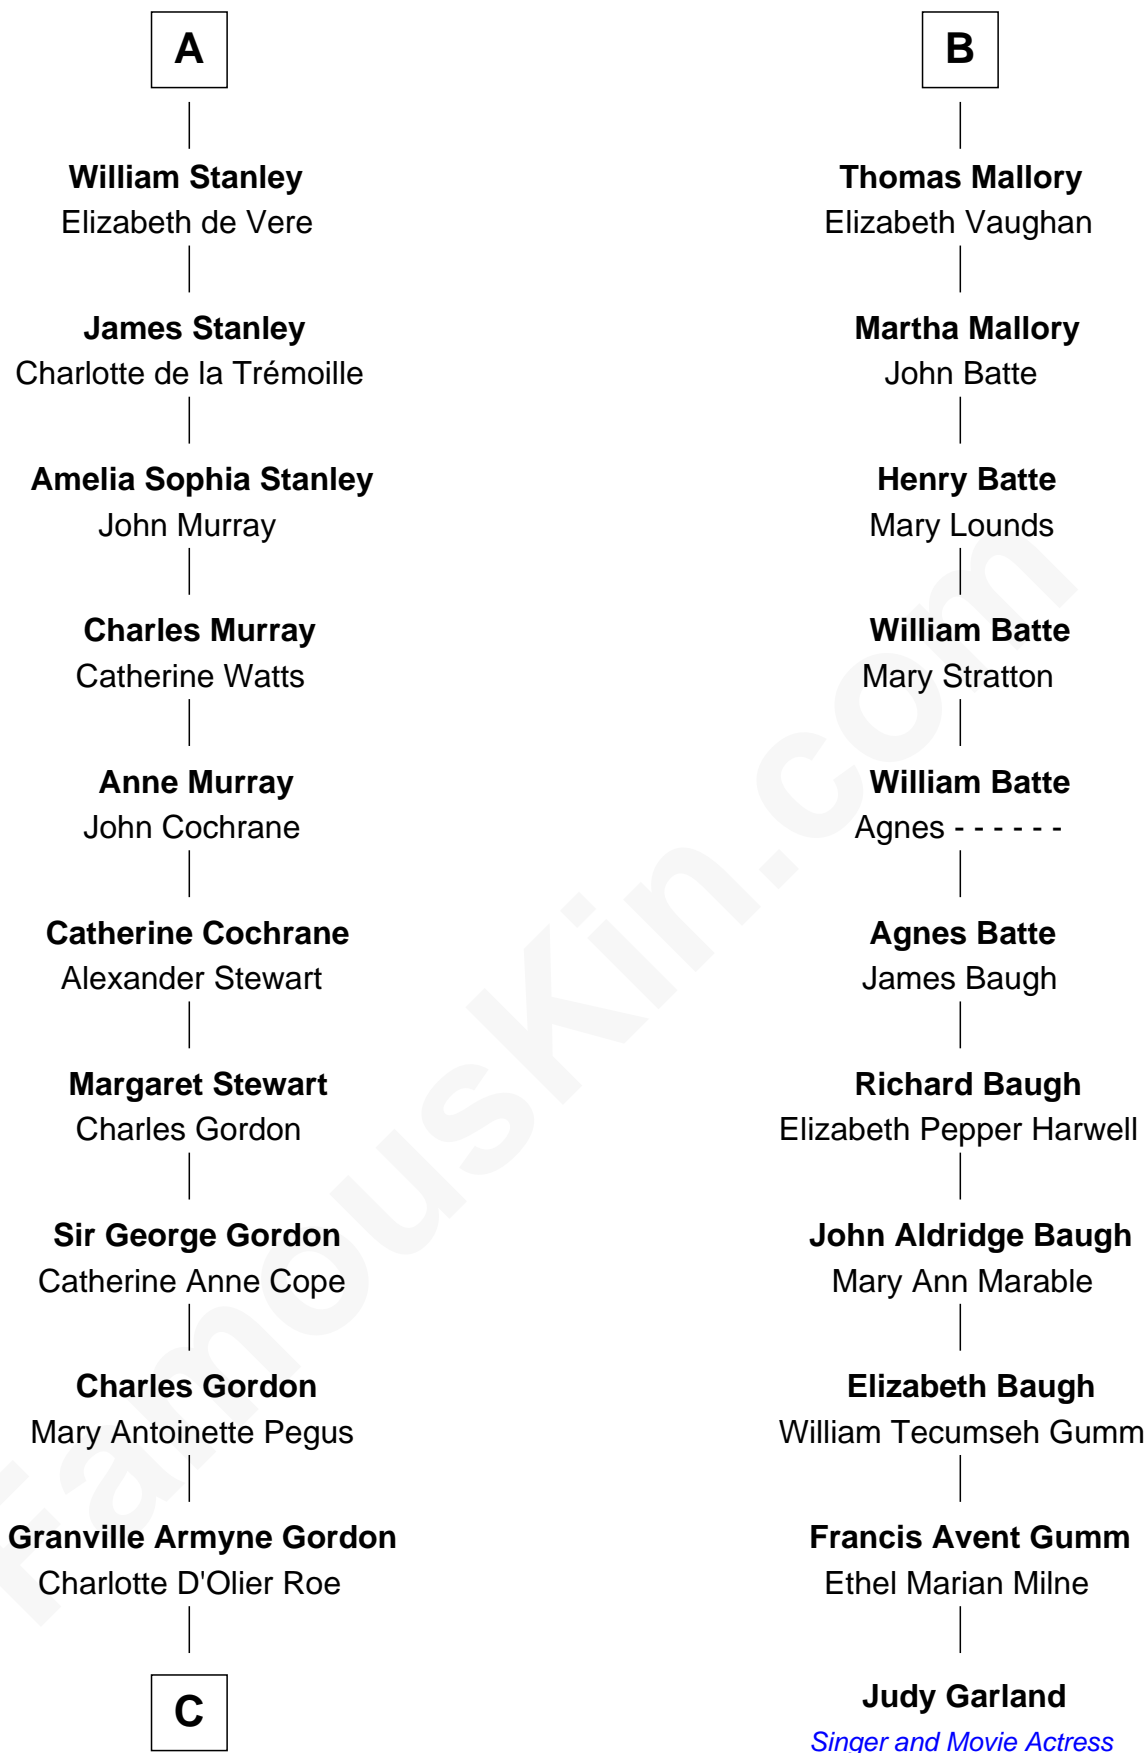 A
William Stanley
Elizabeth de Vere
James Stanley
Charlotte de la Trémoille
Amelia Sophia Stanley
John Murray
Charles Murray
Catherine Watts
Anne Murray
John Cochrane
Catherine Cochrane
Alexander Stewart
Margaret Stewart
Charles Gordon
Sir George Gordon
Catherine Anne Cope
Charles Gordon
Mary Antoinette Pegus
Granville Armyne Gordon
Charlotte D'Olier Roe
C
B
Thomas Mallory
Elizabeth Vaughan
Martha Mallory
John Batte
Henry Batte
Mary Lounds
William Batte
Mary Stratton
William Batte
Agnes - - - - - -
Agnes Batte
James Baugh
Richard Baugh
Elizabeth Pepper Harwell
John Aldridge Baugh
Mary Ann Marable
Elizabeth Baugh
William Tecumseh Gumm
Francis Avent Gumm
Ethel Marian Milne
Judy Garland
Singer and Movie Actress
FamousKin.com